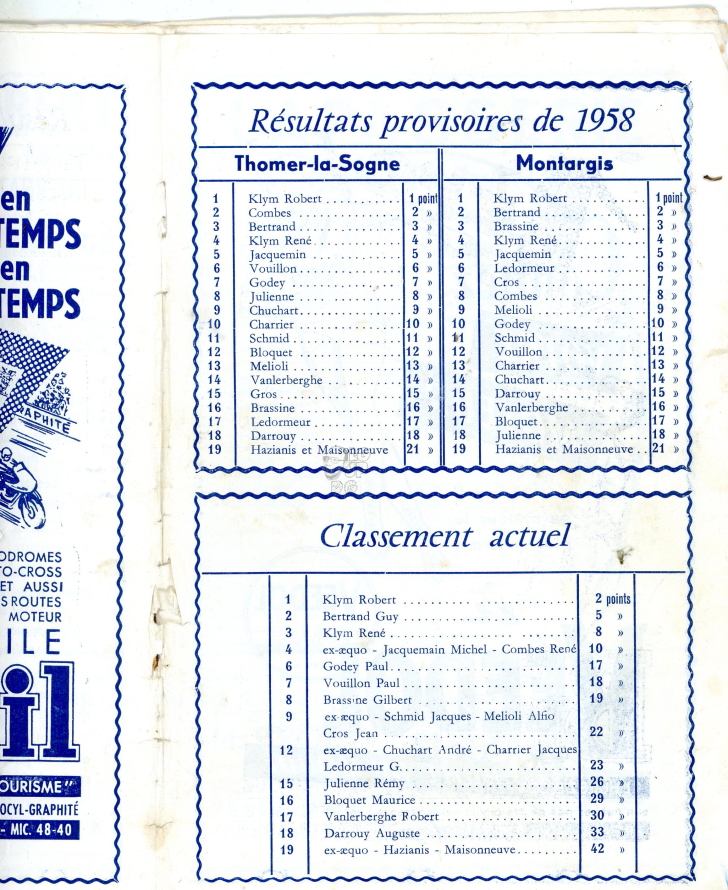 en
TEMPS
en
TEMPS
GRAPHITÉ
ODROMES
TO-CROSS
ET AUSSI
S ROUTES
MOTEUR
ILE
il
OURISME"
OCYL-GRAPHITÉ
- MIC. 48-40
Résultats provisoires de 1958
Thomer-la-Sogne
1 Klym Robert 1 point
2 Combes 2 »
3 Bertrand 3 »
4 Klym René 4 »
5 Jacquemin 5 »
6 Vouillon 6 »
7 Godey 7 »
8 Julienne 8 »
9 Chuchart 9 »
10 Charrier 10 »
11 Schmid 11 »
12 Bloquet 12 »
13 Melioli 13 »
14 Vanlerberghe 14 »
15 Gros 15 »
16 Brassine 16 »
17 Ledormeur 17 »
18 Darrouy 18 »
19 Hazianis et Maisonneuve 21 »
Montargis
1 Klym Robert 1 point
2 Bertrand 2 »
3 Brassine 3 »
4 Klym René 4 »
5 Jacquemin 5 »
6 Ledormeur 6 »
7 Cros 7 »
8 Combes 8 »
9 Melioli 9 »
10 Godey 10 »
11 Schmid 11 »
12 Vouillon 12 »
13 Charrier 13 »
14 Chuchart 14 »
15 Darrouy 15 »
16 Vanlerberghe 16 »
17 Bloquet 17 »
18 Julienne 18 »
19 Hazianis et Maisonneuve 21 »
Classement actuel
1 Klym Robert 2 points
2 Bertrand Guy 5 »
3 Klym René 8 »
4 ex-æquo - Jacquemain Michel - Combes René 10 »
6 Godey Paul 17 »
7 Vouillon Paul 18 »
8 Brassine Gilbert 19 »
9 ex-æquo - Schmid Jacques - Melioli Alfio
Cros Jean 22 »
12 ex-æquo - Chuchart André - Charrier Jacques
Ledormeur G. 23 »
15 Julienne Rémy 26 »
16 Bloquet Maurice 29 »
17 Vanlerberghe Robert 30 »
18 Darrouy Auguste 33 »
19 ex-æquo - Hazianis - Maisonneuve 42 »